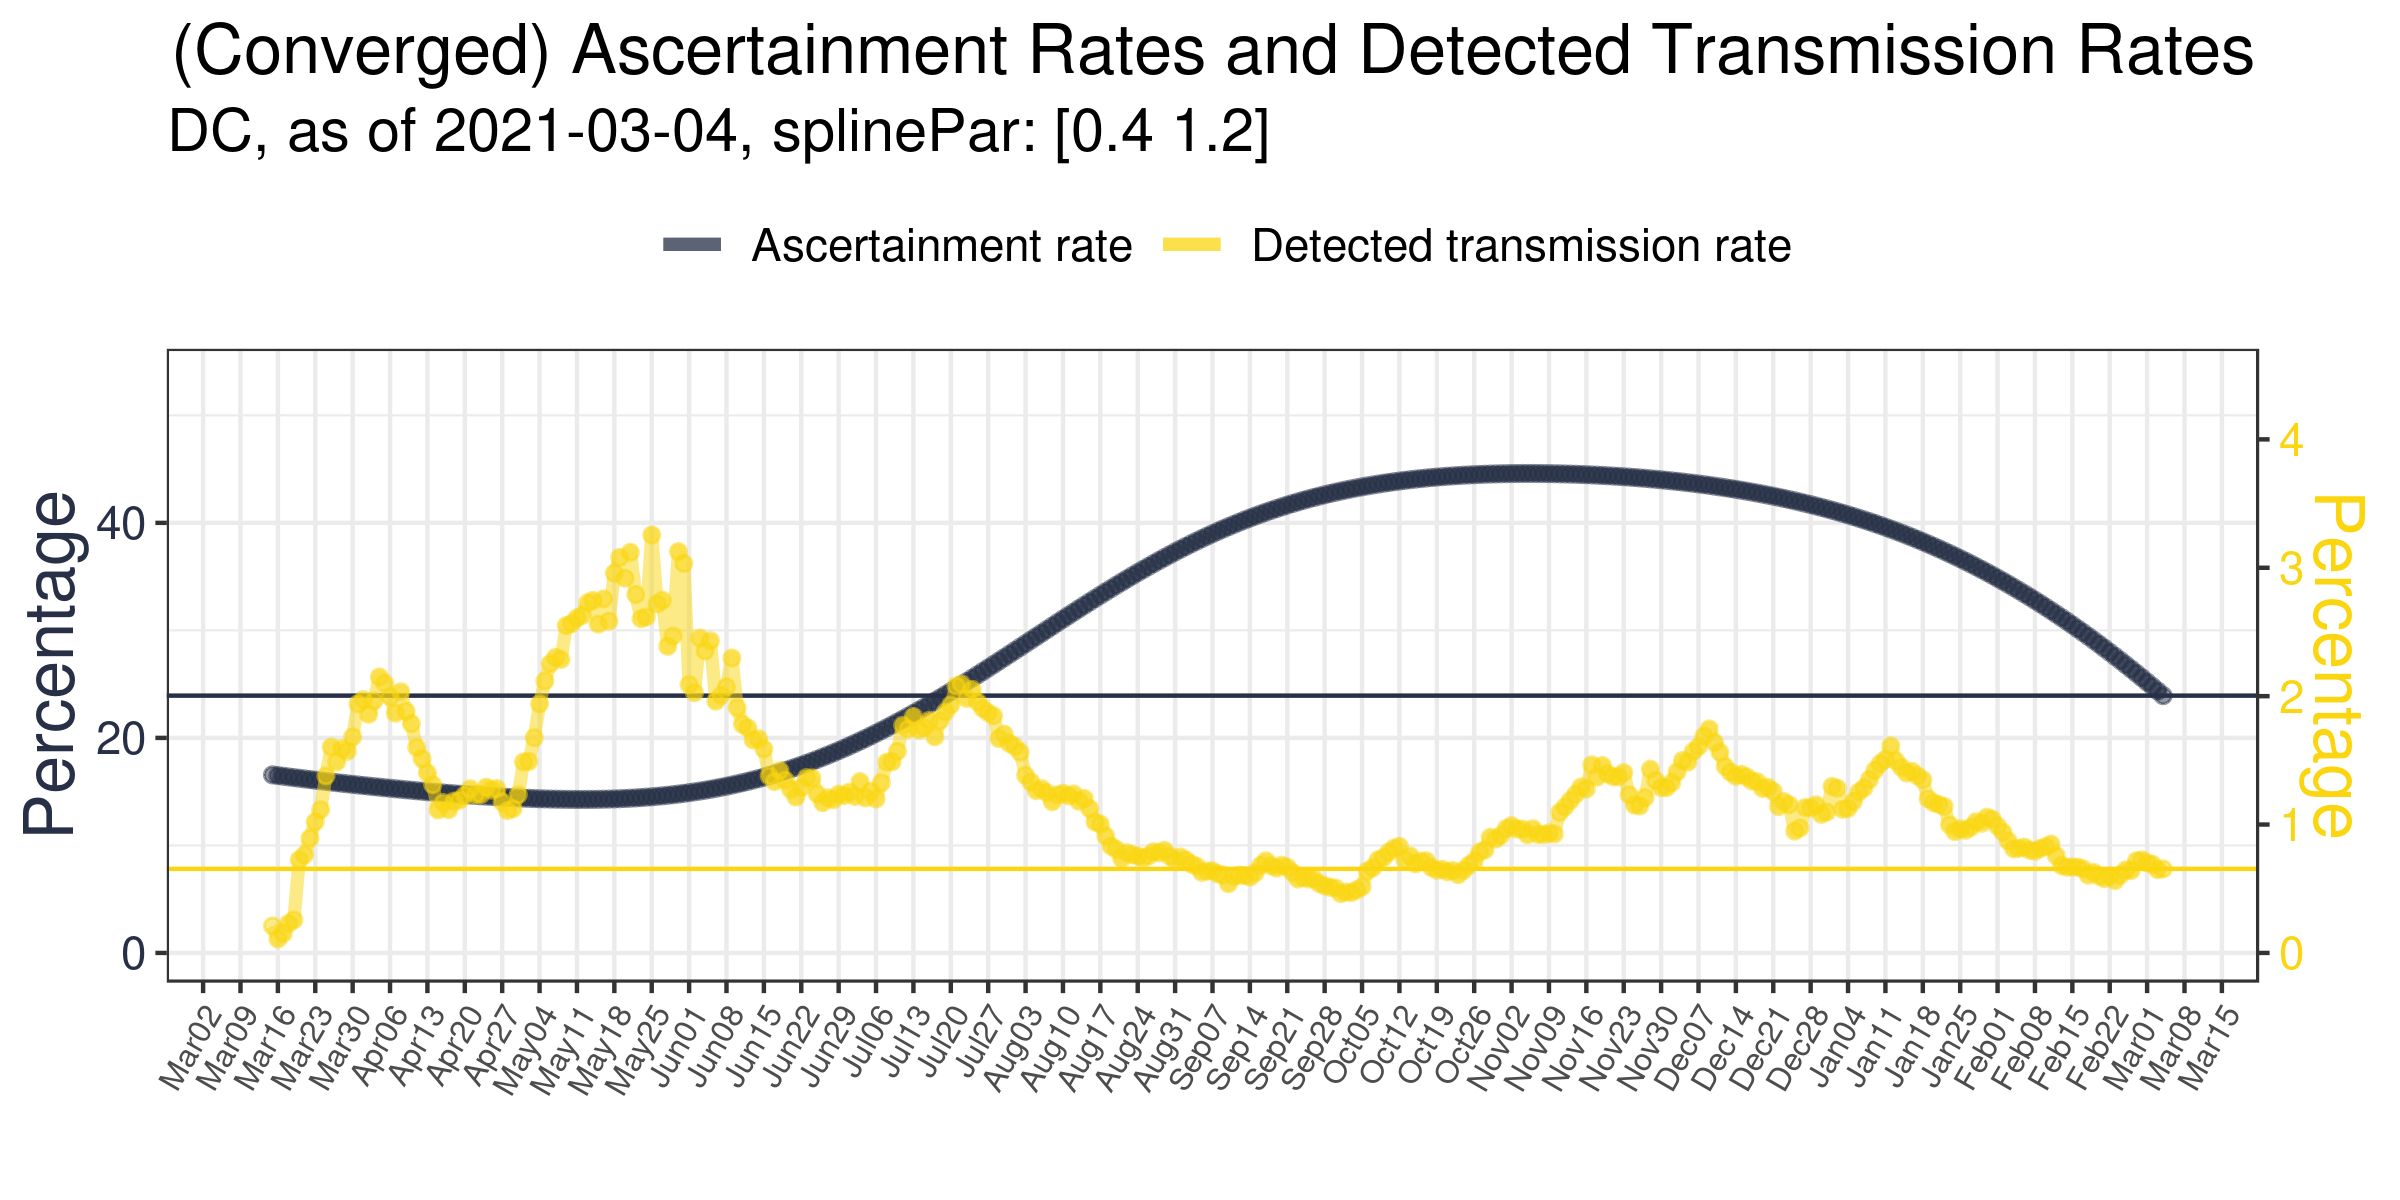 (Converged) Ascertainment Rates and Detected Transmission Rates
DC, as of 2021-03-04, splinePar: [0.4 1.2]
Ascertainment rate
Detected transmission rate
Percentage
40
20
0
4
3
2
1
0
Percentage
Mar02
Mar09
Mar16
Mar23
Mar30
Apr06
Apr13
Apr20
Apr27
May04
May11
May18
May25
Jun01
Jun08
Jun15
Jun22
Jun29
Jul06
Jul13
Jul20
Jul27
Aug03
Aug10
Aug17
Aug24
Aug31
Sep07
Sep14
Sep21
Sep28
Oct05
Oct12
Oct19
Oct26
Nov02
Nov09
Nov16
Nov23
Nov30
Dec07
Dec14
Dec21
Dec28
Jan04
Jan11
Jan18
Jan25
Feb01
Feb08
Feb15
Feb22
Mar01
Mar08
Mar15